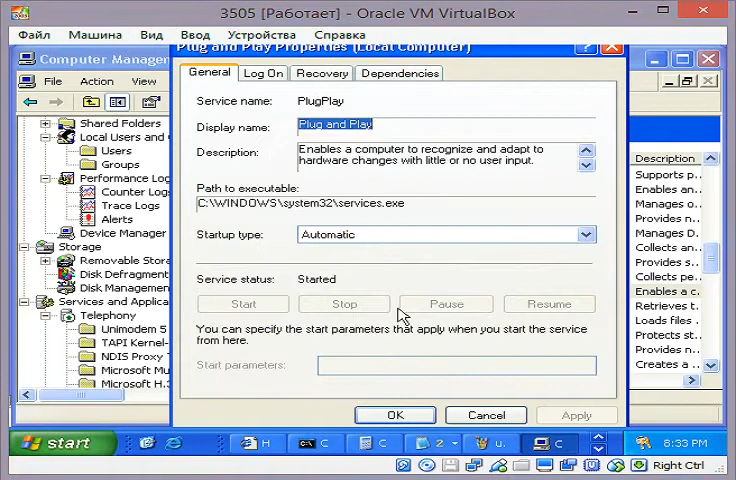 3505 [Работает] - Oracle VM VirtualBox
Файл Машина Вид Ввод Устройства Справка
Computer Manag
Plug and Play Properties (Local Computer)
File Action View
General Log On Recovery Dependencies
Service name: PlugPlay
Display name: Plug and Play
Description: Enables a computer to recognize and adapt to
hardware changes with little or no user input.
Path to executable:
C:\WINDOWS\system32\services.exe
Startup type: Automatic
Service status: Started
Start Stop Pause Resume
You can specify the start parameters that apply when you start the service
from here.
Start parameters:
OK Cancel Apply
Shared Folders
Local Users and
Users
Groups
Performance Log
Counter Log
Trace Logs
Alerts
Device Manager
Storage
Removable Stora
Disk Defragment
Disk Management
Services and Applica
Telephony
Unimodem 5
TAPI Kernel-
NDIS Proxy
Microsoft Mu
Microsoft H.3
Description
Supports p..
Enables an..
Manages o..
Provides n..
Manages D..
Collects an..
Provides s..
Collects pe..
Enables a c..
Retrieves t
Loads files .
Protects st..
Provides n..
Creates a ..
start
H
C
C
2
u.
C
8:33 PM
Right Ctrl